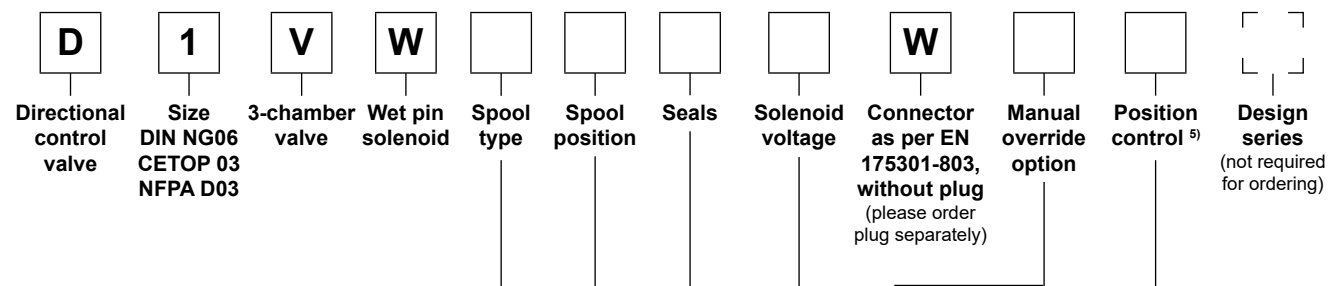 D 1 V W W
Directional
control
valve
Size
DIN NG06
CETOP 03
NFPA D03
3-chamber
valve
Wet pin
solenoid
Spool
type
Spool
position
Seals
Solenoid
voltage
Connector
as per EN
175301-803,
without plug
(please order
plug separately)
Manual
override
option
Position
control 5)
Design
series
(not required
for ordering)